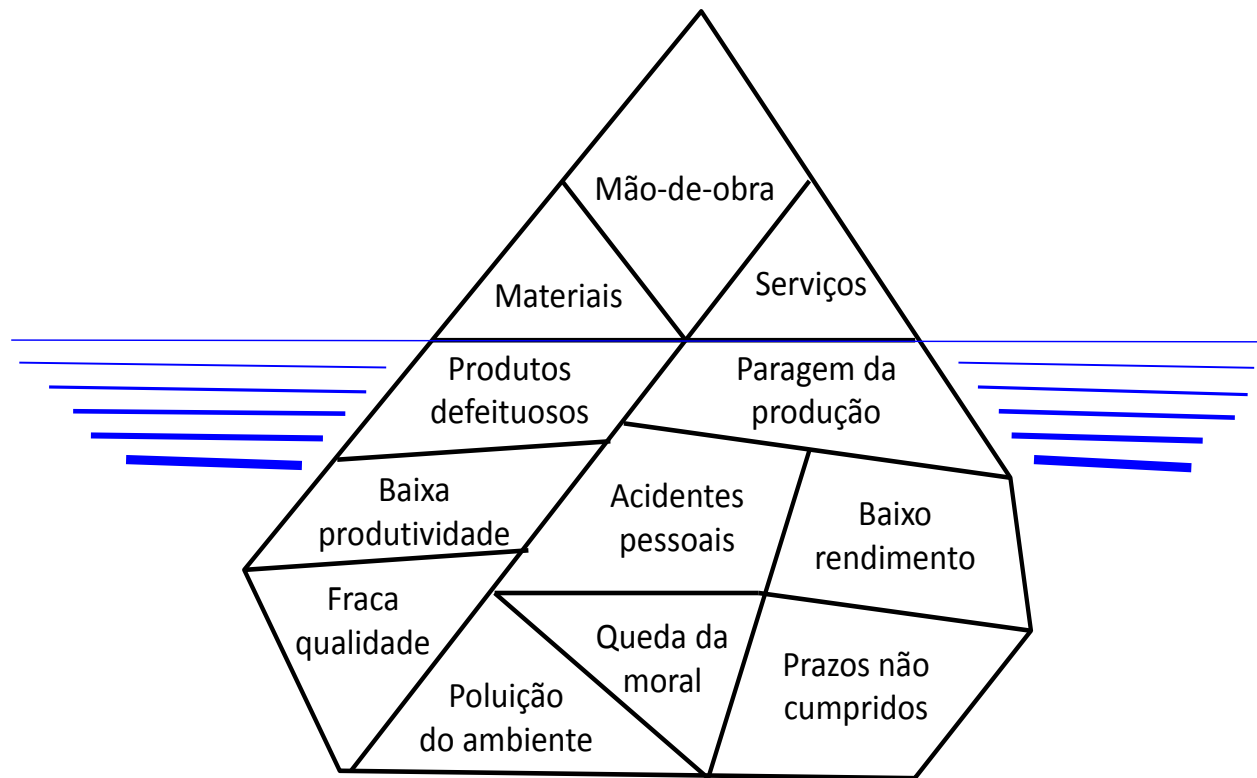 Mão-de-obra
Materiais
Serviços
Produtos
defeituosos
Paragem da
produção
Baixa
produtividade
Acidentes
pessoais
Baixo
rendimento
Fraca
qualidade
Queda da
moral
Prazos não
cumpridos
Poluição
do ambiente